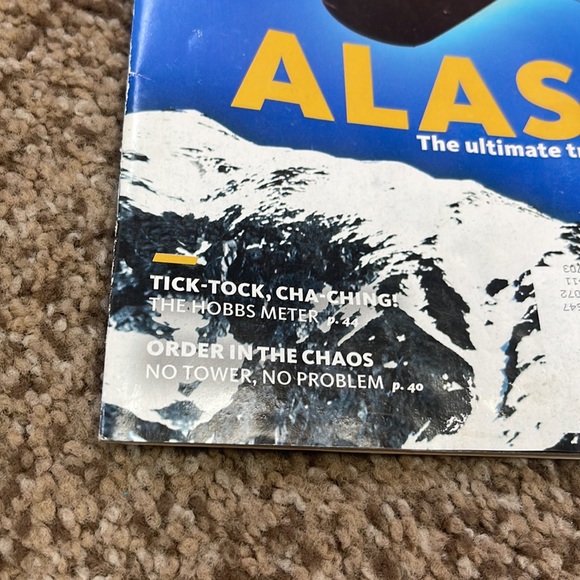 ALAS
The ultimate
TICK-TOCK, CHA-CHING!
THE HOBBS METER p. 44
ORDER IN THE CHAOS
NO TOWER, NO PROBLEM p. 40